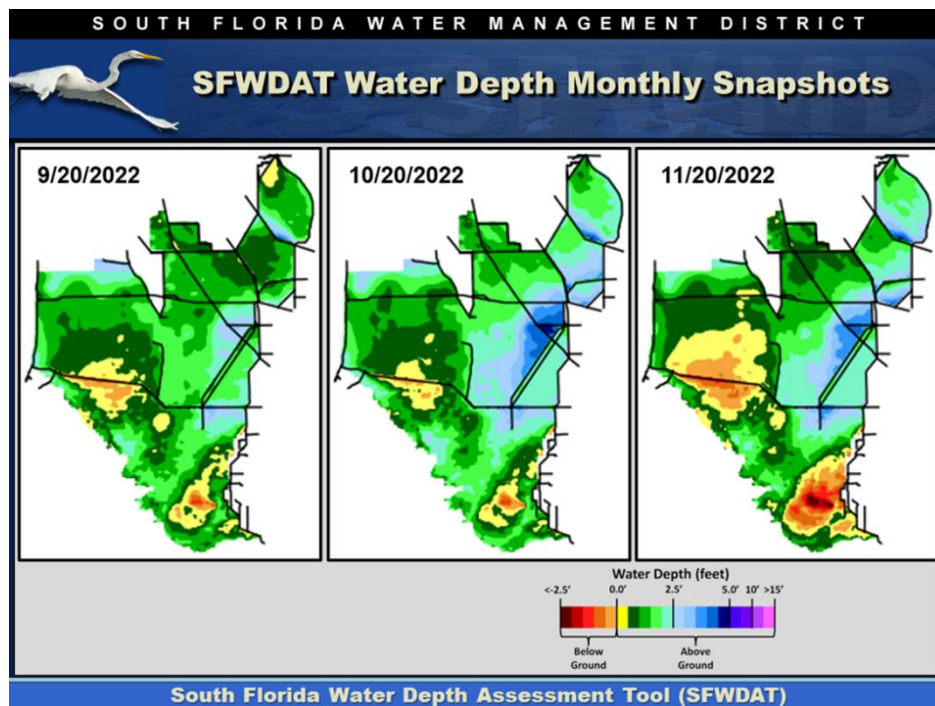 SOUTH FLORIDA WATER MANAGEMENT DISTRICT
SFWDAT Water Depth Monthly Snapshots
9/20/2022
10/20/2022
11/20/2022
Water Depth (feet)
<-2.5' 0.0' 2.5' 5.0' 10' >15'
Below Ground
Above Ground
South Florida Water Depth Assessment Tool (SFWDAT)